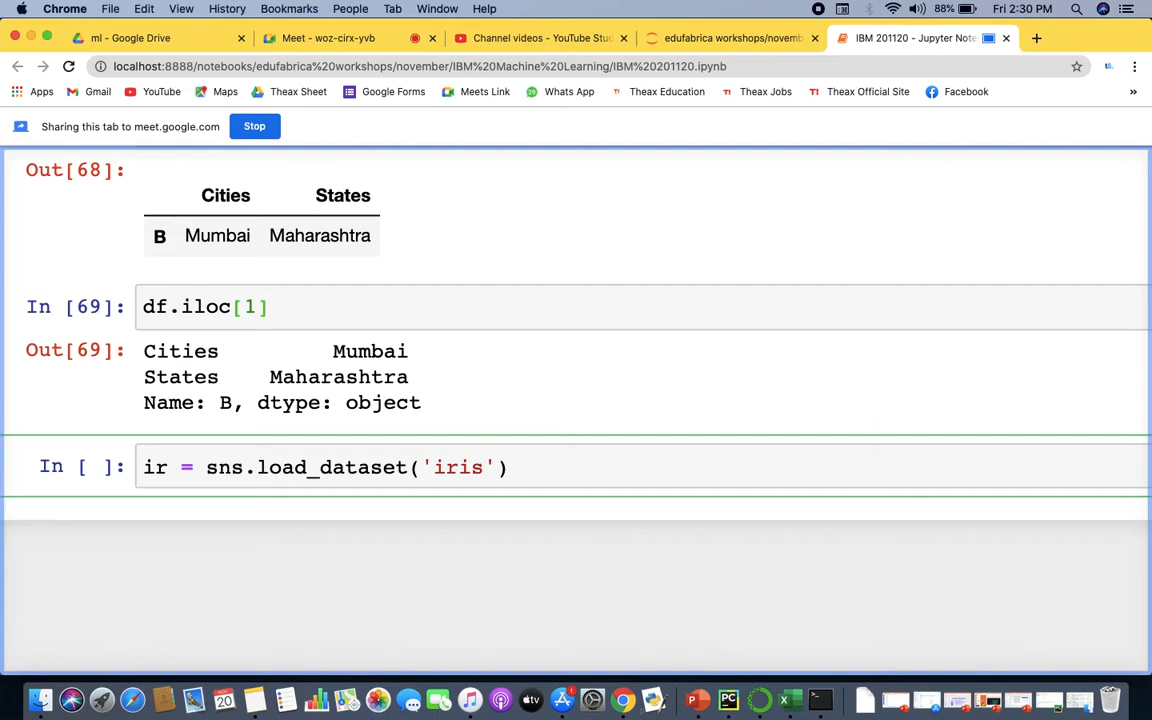 Chrome File Edit View History Bookmarks People Tab Window Help 88% Fri 2:30 PM
ml - Google Drive Meet - woz-cirx-yvb Channel videos - YouTube Stud edufabrica workshops/novemb IBM 201120 - Jupyter Note
localhost:8888/notebooks/edufabrica%20workshops/november/IBM%20Machine%20Learning/IBM%20201120.ipynb
Apps Gmail YouTube Maps Theax Sheet Google Forms Meets Link Whats App Theax Education Theax Jobs Theax Official Site Facebook »
Sharing this tab to meet.google.com Stop
Out[68]:
Cities States
B Mumbai Maharashtra
In [69]: df.iloc[1]
Out[69]: Cities Mumbai
States Maharashtra
Name: B, dtype: object
In [ ]: ir = sns.load_dataset('iris')